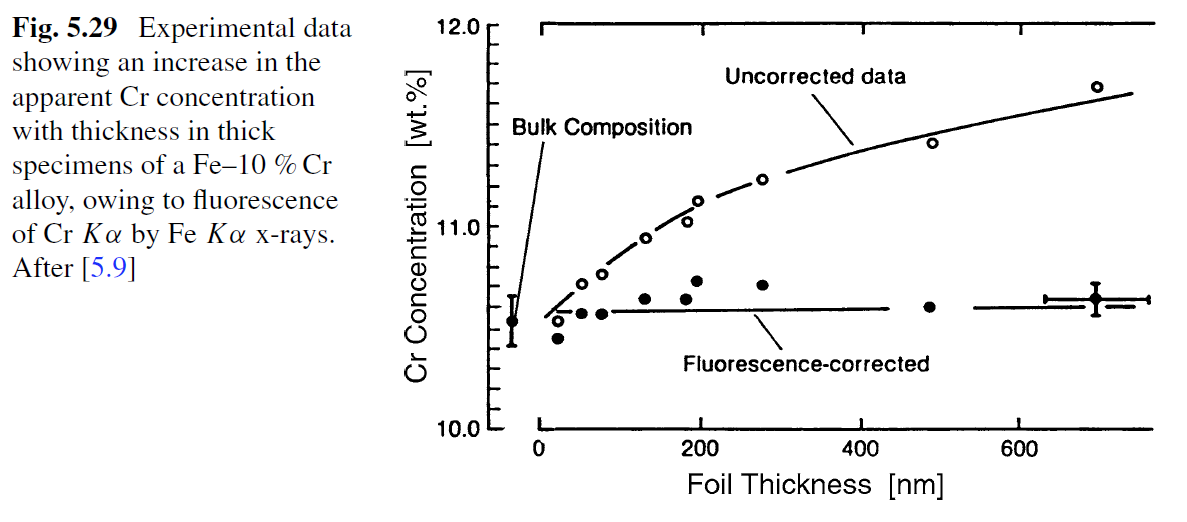 Fig. 5.29 Experimental data
showing an increase in the
apparent Cr concentration
with thickness in thick
specimens of a Fe–10 % Cr
alloy, owing to fluorescence
of Cr Kα by Fe Kα x-rays.
After [5.9]
12.0
Uncorrected data
Bulk Composition
Cr Concentration [wt.%]
11.0
Fluorescence-corrected
10.0
0
200
400
600
Foil Thickness [nm]